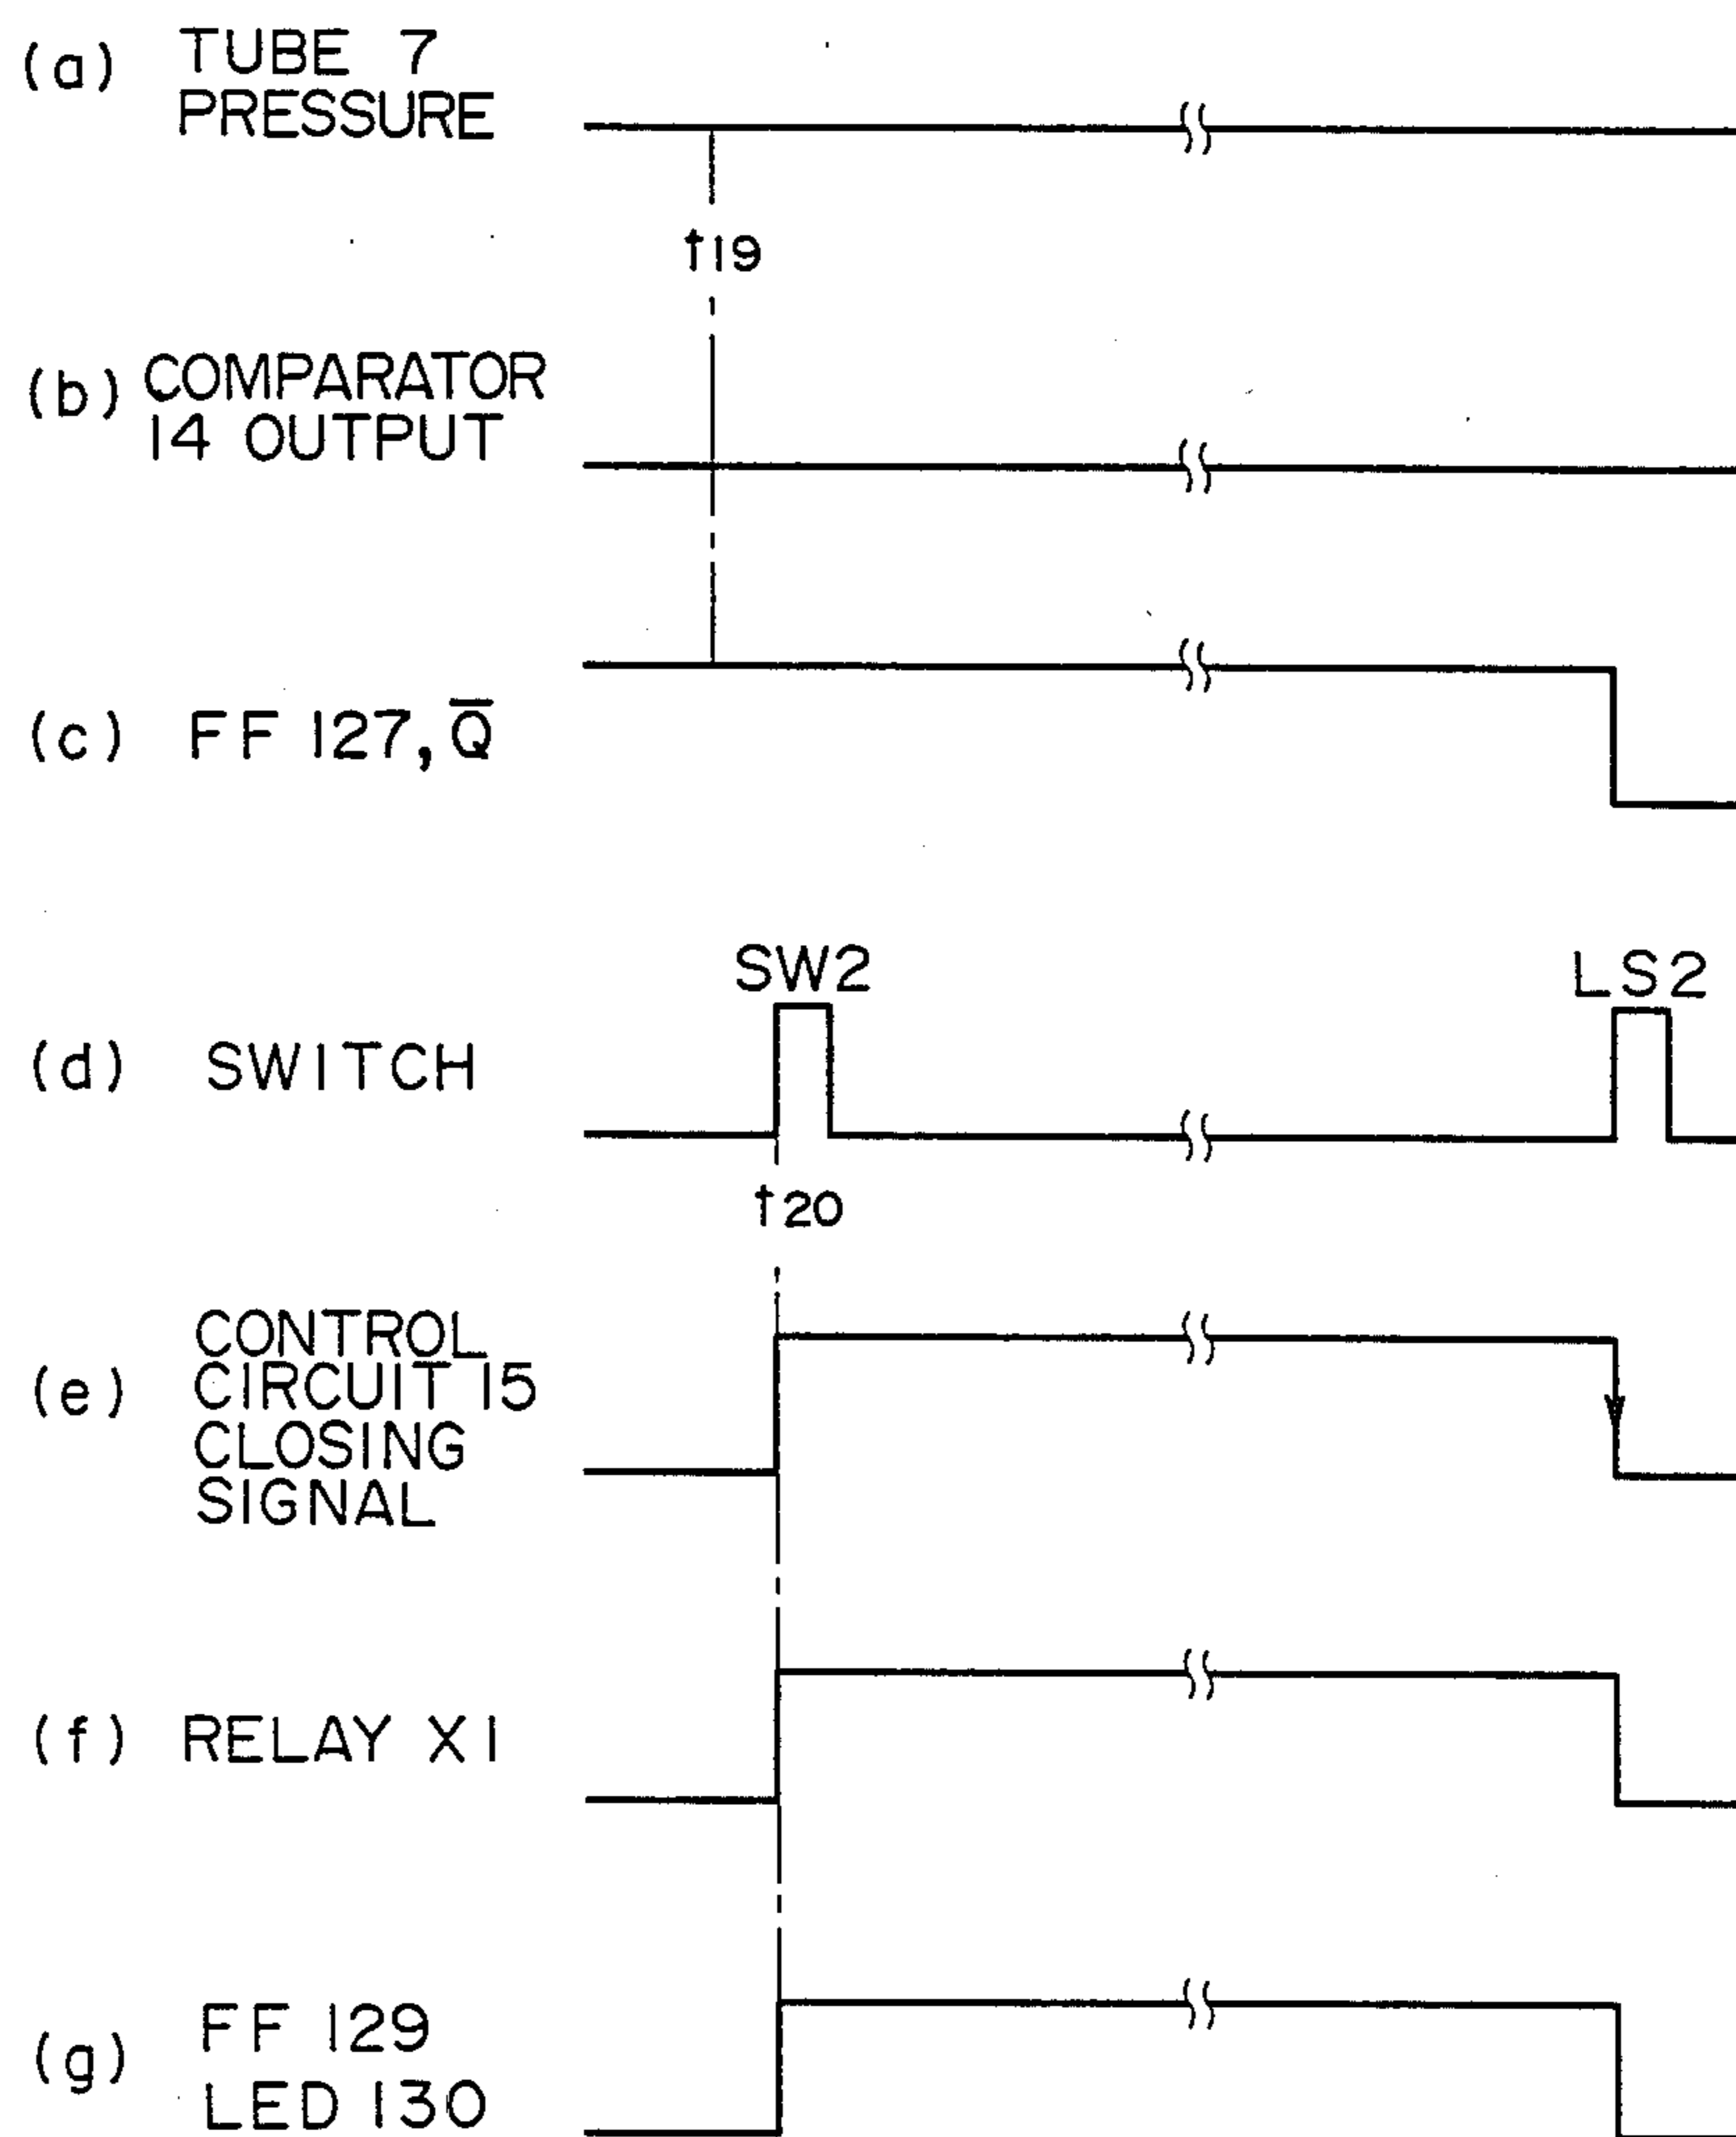 (a) TUBE 7
PRESSURE
t19
(b) COMPARATOR
14 OUTPUT
(c) FF 127, Q̅
SW2
LS2
(d) SWITCH
t20
CONTROL
(e) CIRCUIT 15
CLOSING
SIGNAL
(f) RELAY X1
(g) FF 129
LED 130